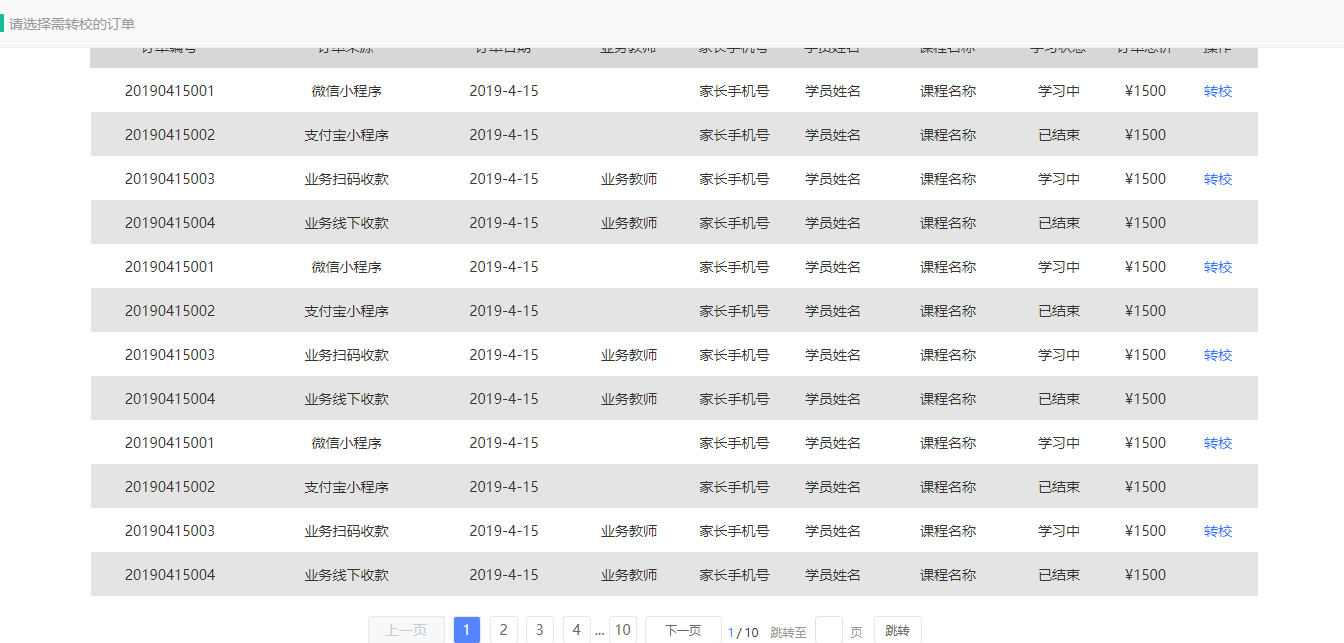 请选择需转校的订单
订单编号 订单来源 订单日期 业务教师 家长手机号 学员姓名 课程名称 学习状态 订单总价 操作
20190415001 微信小程序 2019-4-15 家长手机号 学员姓名 课程名称 学习中 ¥1500 转校
20190415002 支付宝小程序 2019-4-15 家长手机号 学员姓名 课程名称 已结束 ¥1500
20190415003 业务扫码收款 2019-4-15 业务教师 家长手机号 学员姓名 课程名称 学习中 ¥1500 转校
20190415004 业务线下收款 2019-4-15 业务教师 家长手机号 学员姓名 课程名称 已结束 ¥1500
20190415001 微信小程序 2019-4-15 家长手机号 学员姓名 课程名称 学习中 ¥1500 转校
20190415002 支付宝小程序 2019-4-15 家长手机号 学员姓名 课程名称 已结束 ¥1500
20190415003 业务扫码收款 2019-4-15 业务教师 家长手机号 学员姓名 课程名称 学习中 ¥1500 转校
20190415004 业务线下收款 2019-4-15 业务教师 家长手机号 学员姓名 课程名称 已结束 ¥1500
20190415001 微信小程序 2019-4-15 家长手机号 学员姓名 课程名称 学习中 ¥1500 转校
20190415002 支付宝小程序 2019-4-15 家长手机号 学员姓名 课程名称 已结束 ¥1500
20190415003 业务扫码收款 2019-4-15 业务教师 家长手机号 学员姓名 课程名称 学习中 ¥1500 转校
20190415004 业务线下收款 2019-4-15 业务教师 家长手机号 学员姓名 课程名称 已结束 ¥1500
上一页 1 2 3 4 ... 10 下一页 1 / 10 跳转至 页 跳转